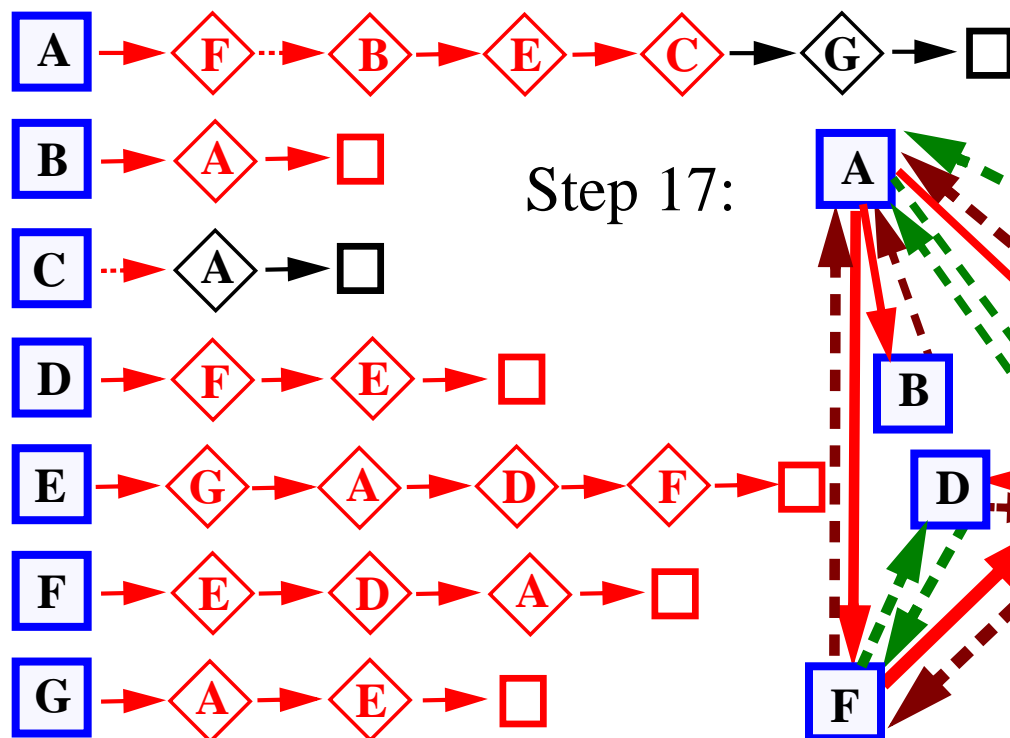 A F B E C G
B A
Step 17:
A
C A
D F E
B
E G A D F
D
F E D A
G A E
F